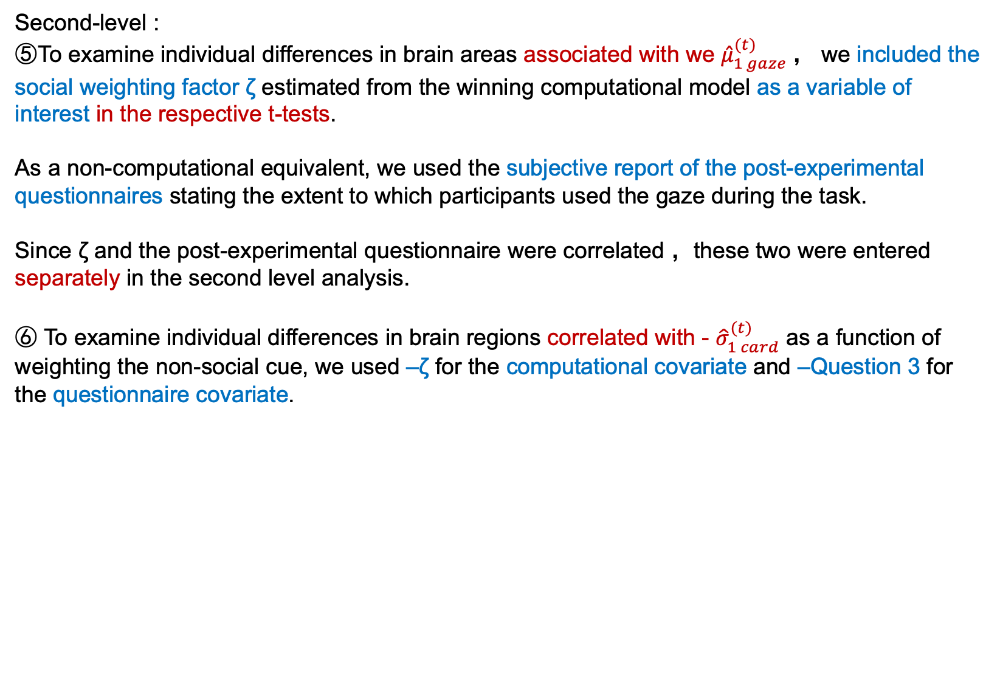 Second-level :
⑤To examine individual differences in brain areas associated with we $\hat{\mu}_{1\,gaze}^{(t)}$， we included the
social weighting factor ζ estimated from the winning computational model as a variable of
interest in the respective t-tests.
As a non-computational equivalent, we used the subjective report of the post-experimental
questionnaires stating the extent to which participants used the gaze during the task.
Since ζ and the post-experimental questionnaire were correlated，these two were entered
separately in the second level analysis.
⑥ To examine individual differences in brain regions correlated with - $\hat{\sigma}_{1\,card}^{(t)}$ as a function of
weighting the non-social cue, we used –ζ for the computational covariate and –Question 3 for
the questionnaire covariate.